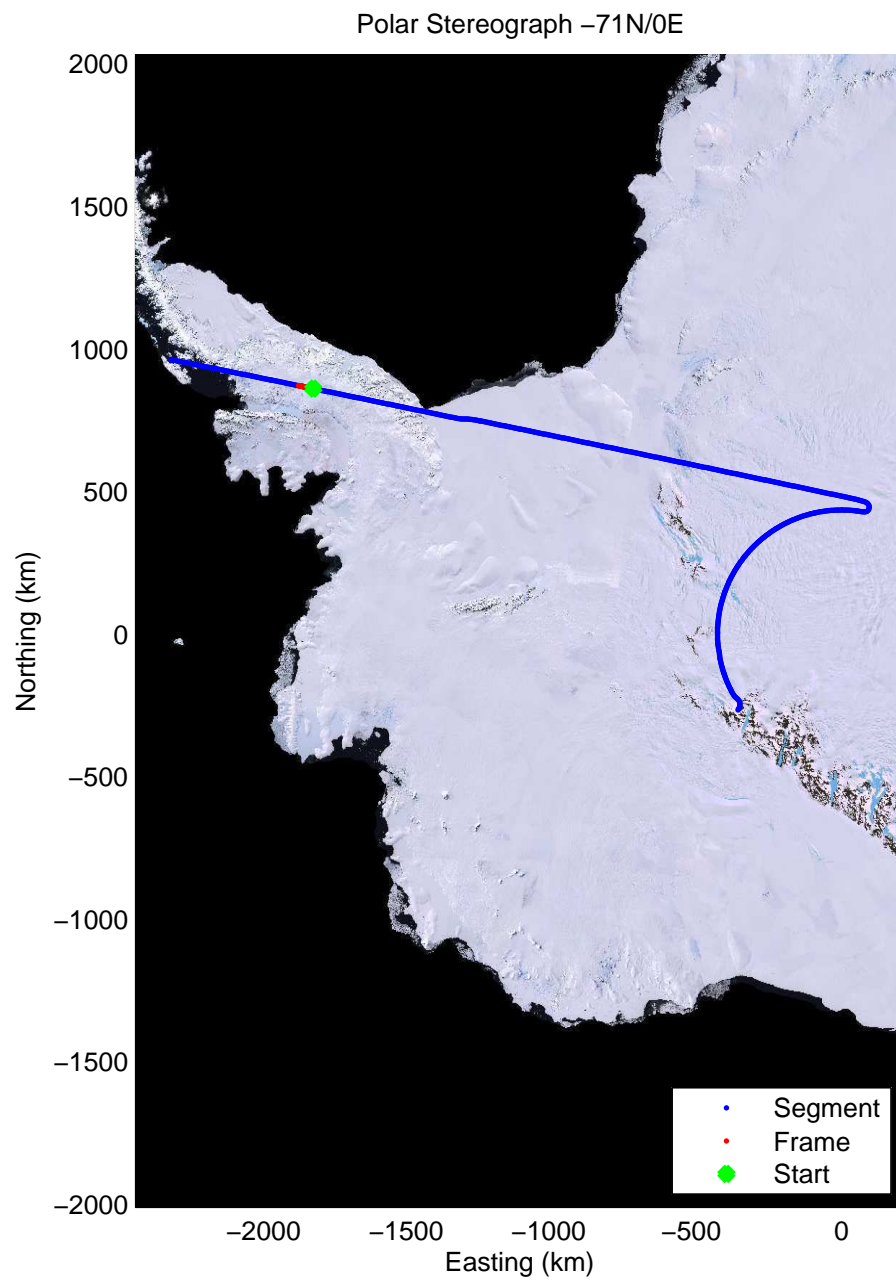 Polar Stereograph −71N/0E
2000
1500
1000
500
0
−500
−1000
−1500
−2000
Northing (km)
−2000 −1500 −1000 −500 0
Easting (km)
Segment
Frame
Start